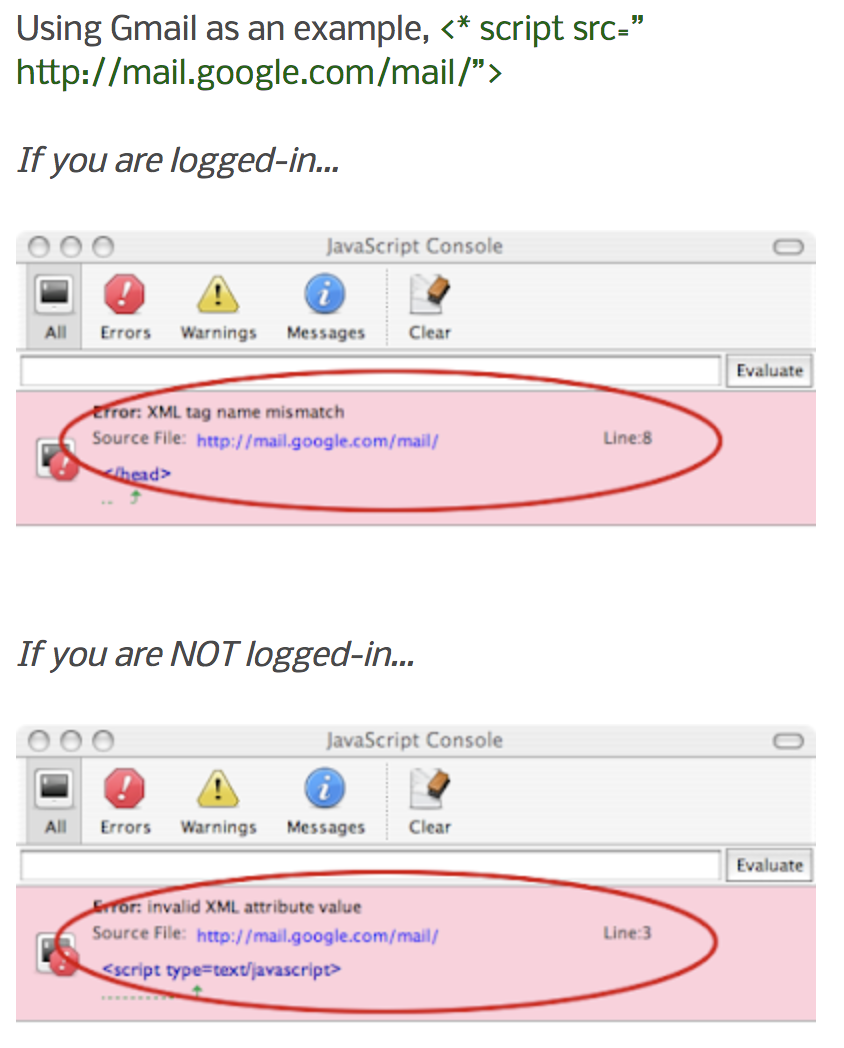 Using Gmail as an example, <* script src=”
http://mail.google.com/mail/”>
If you are logged-in...
JavaScript Console
All Errors Warnings Messages Clear
Evaluate
Error: XML tag name mismatch
Source File: http://mail.google.com/mail/ Line:8
</head>
If you are NOT logged-in...
JavaScript Console
All Errors Warnings Messages Clear
Evaluate
Error: invalid XML attribute value
Source File: http://mail.google.com/mail/ Line:3
<script type=text/javascript>